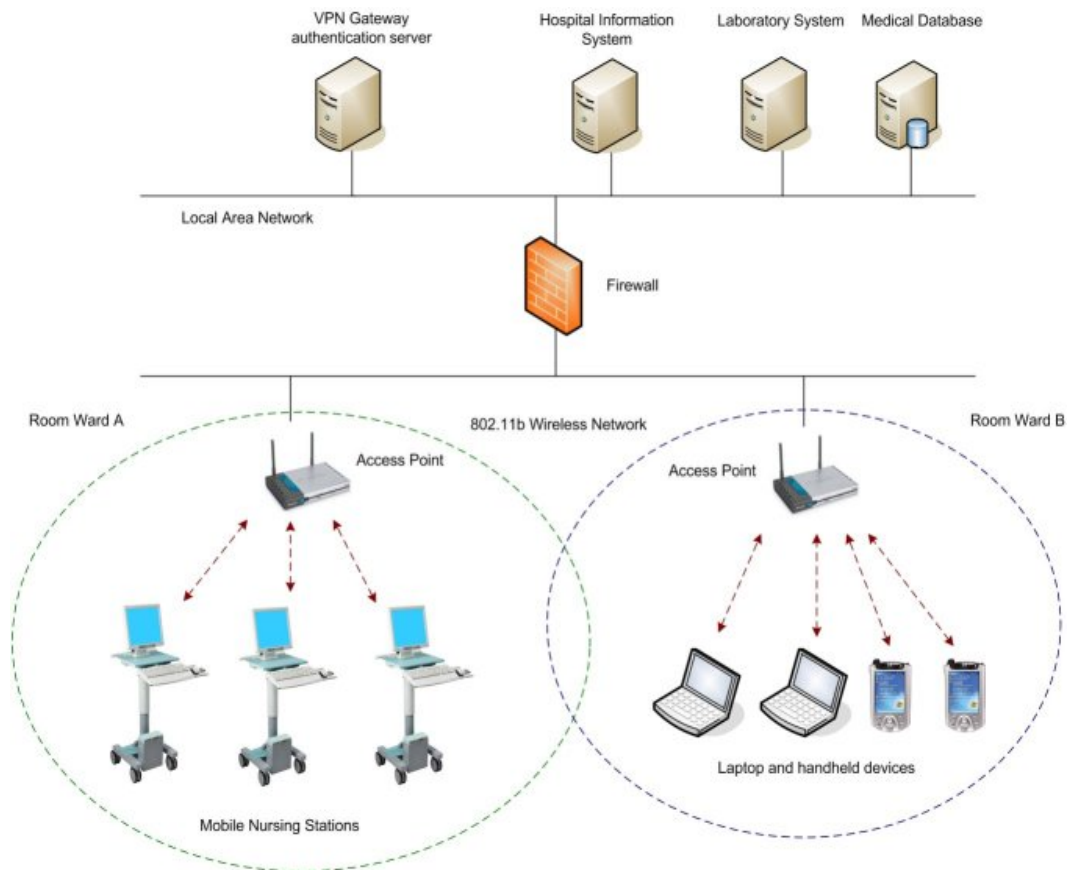 VPN Gateway
authentication server
Hospital Information
System
Laboratory System
Medical Database
Local Area Network
Firewall
Room Ward A
802.11b Wireless Network
Room Ward B
Access Point
Access Point
Mobile Nursing Stations
Laptop and handheld devices